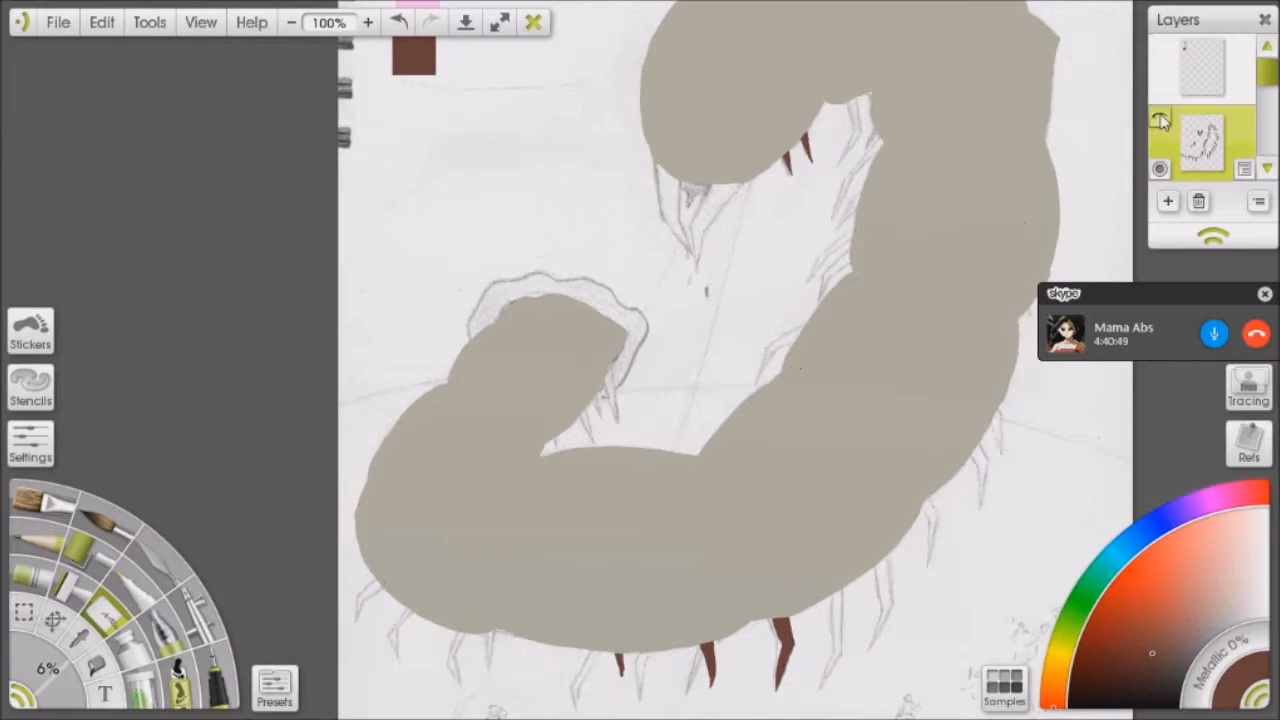 File Edit Tools View Help − 100% +
Layers
skype
Mama Abs
4:40:49
Stickers
Stencils
Settings
Tracing
Refs
6%
T
Presets
Samples
Metallic 0%